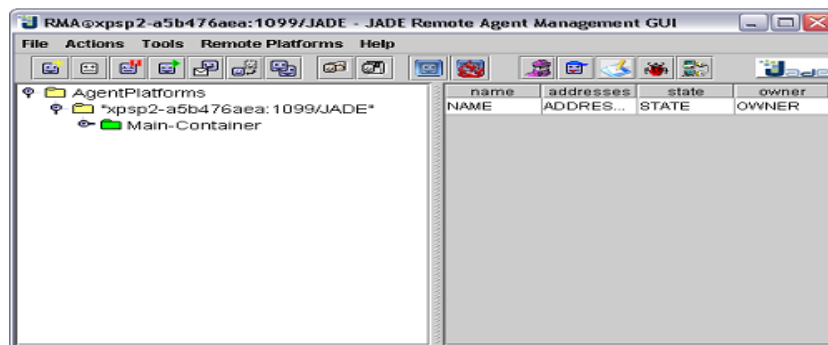 RMA@xpsp2-a5b476aea:1099/JADE - JADE Remote Agent Management GUI
File Actions Tools Remote Platforms Help
Jade
AgentPlatforms
"xpsp2-a5b476aea:1099/JADE"
Main-Container
name addresses state owner
NAME ADDRES... STATE OWNER